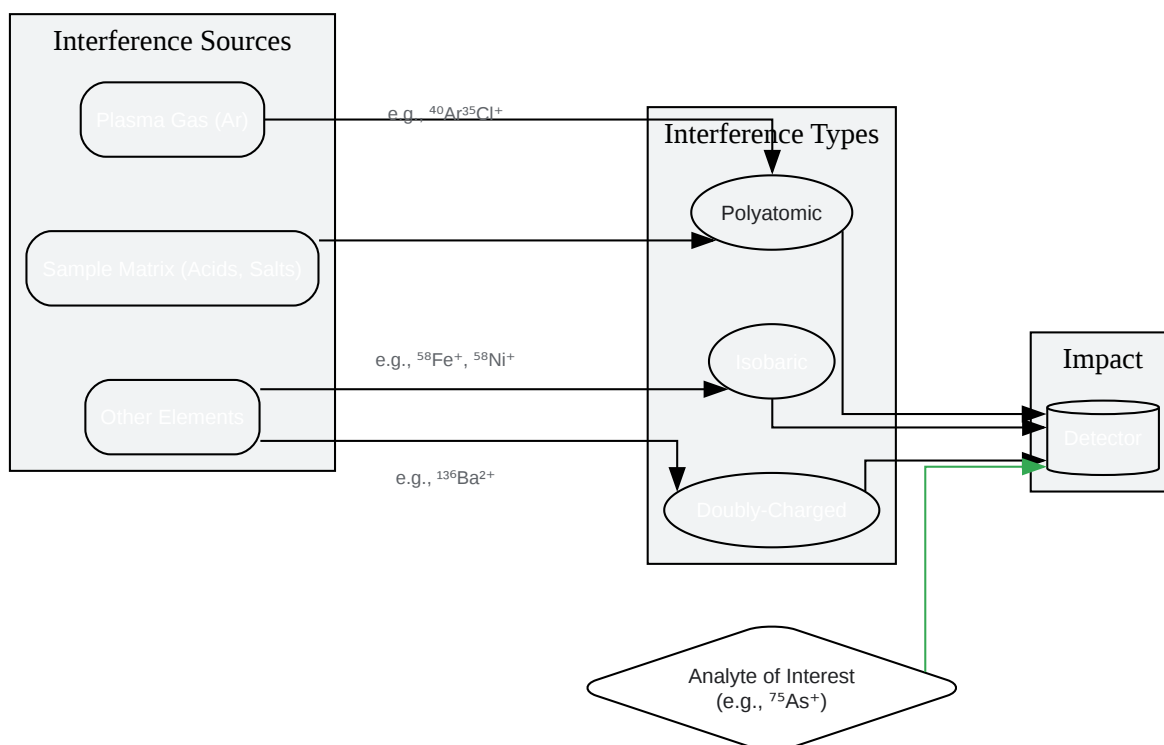 Interference Sources
Plasma Gas (Ar)
e.g., ⁴⁰Ar³⁵Cl⁺
Interference Types
Polyatomic
Sample Matrix (Acids, Salts)
e.g., ⁵⁸Fe⁺, ⁵⁸Ni⁺
Isobaric
Impact
Other Elements
Detector
e.g., ¹³⁶Ba²⁺
Doubly-Charged
Analyte of Interest
(e.g., ⁷⁵As⁺)